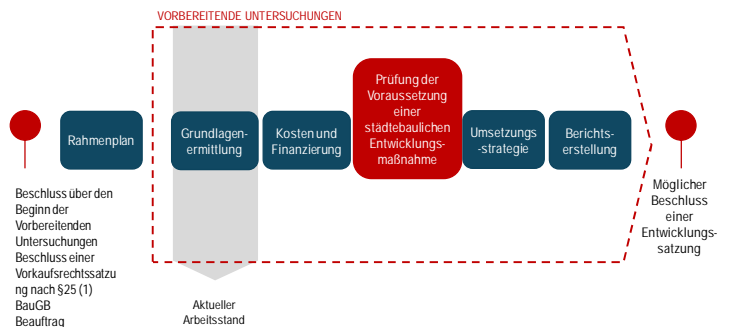 VORBEREITENDE UNTERSUCHUNGEN
Rahmenplan
Grundlagen-
ermittlung
Kosten und
Finanzierung
Prüfung der
Voraussetzung
einer
städtebaulichen
Entwicklungs-
maßnahme
Umsetzungs
-strategie
Berichts-
erstellung
Beschluss über den
Beginn der
Vorbereitenden
Untersuchungen
Beschluss einer
Vorkaufsrechtssatzu
ng nach §25 (1)
BauGB
Beauftrag
Aktueller
Arbeitsstand
Möglicher
Beschluss
einer
Entwicklungs-
satzung